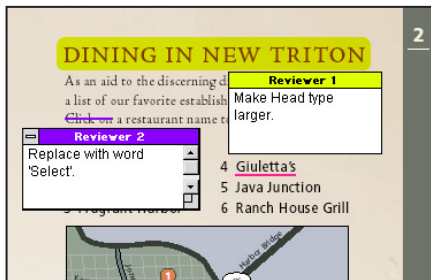 2
DINING IN NEW TRITON
As an aid to the discerning
a list of our favorite establish
Click on a restaurant name
Reviewer 1
Make Head type
larger.
Reviewer 2
Replace with word
'Select'.
4 Giuletta's
5 Java Junction
6 Ranch House Grill
3 Fragrant Harbor
Harbor Bridge
1